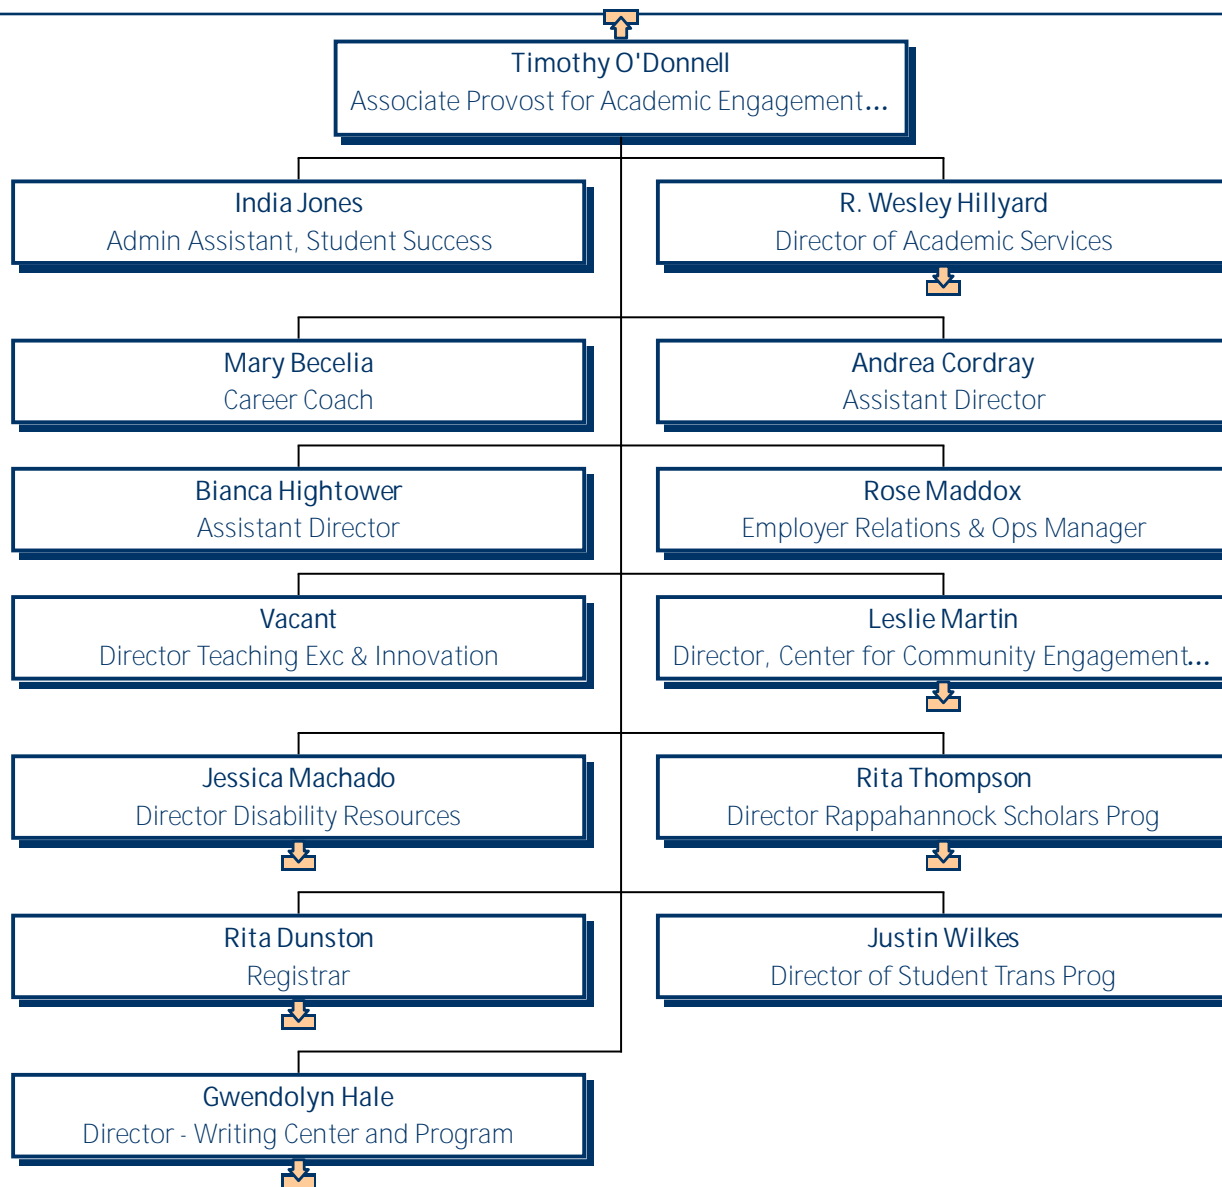 Timothy O'Donnell
Associate Provost for Academic Engagement...
India Jones
Admin Assistant, Student Success
R. Wesley Hillyard
Director of Academic Services
Mary Becelia
Career Coach
Andrea Cordray
Assistant Director
Bianca Hightower
Assistant Director
Rose Maddox
Employer Relations & Ops Manager
Vacant
Director Teaching Exc & Innovation
Leslie Martin
Director, Center for Community Engagement...
Jessica Machado
Director Disability Resources
Rita Thompson
Director Rappahannock Scholars Prog
Rita Dunston
Registrar
Justin Wilkes
Director of Student Trans Prog
Gwendolyn Hale
Director - Writing Center and Program